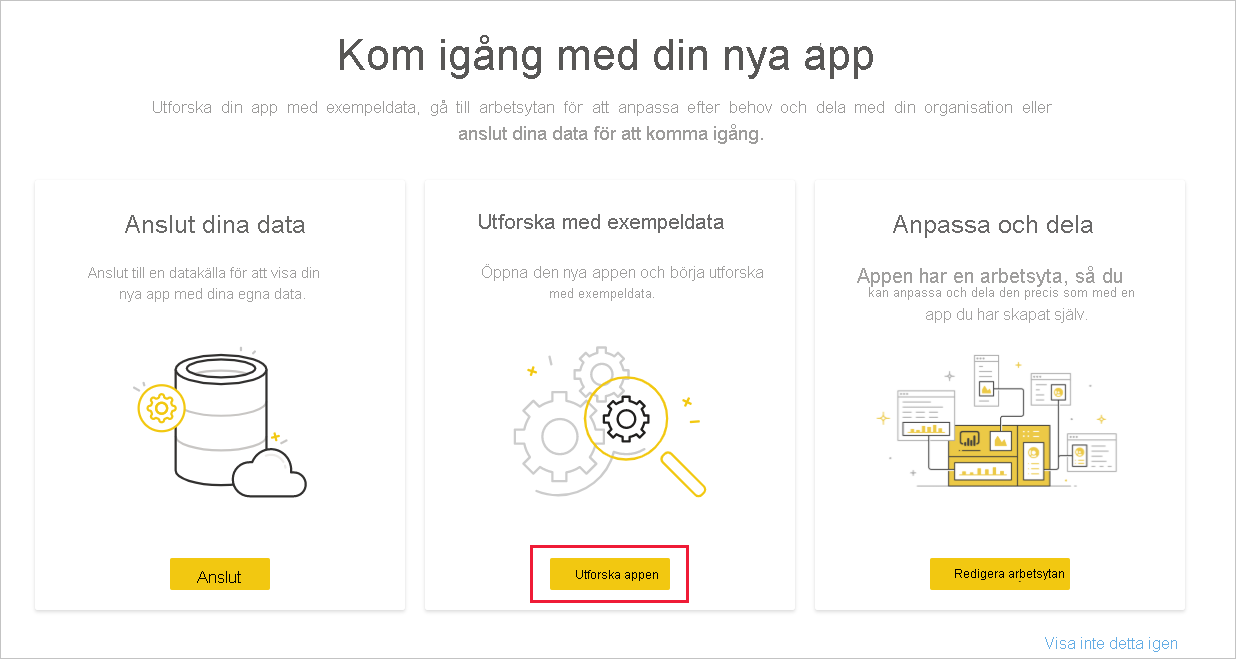 Kom igång med din nya app
Utforska din app med exempeldata, gå till arbetsytan för att anpassa efter behov och dela med din organisation eller
anslut dina data för att komma igång.
Anslut dina data
Anslut till en datakälla för att visa din
nya app med dina egna data.
Anslut
Utforska med exempeldata
Öppna den nya appen och börja utforska
med exempeldata.
Utforska appen
Anpassa och dela
Appen har en arbetsyta, så du
kan anpassa och dela den precis som med en
app du har skapat själv.
Redigera arbetsytan
Visa inte detta igen